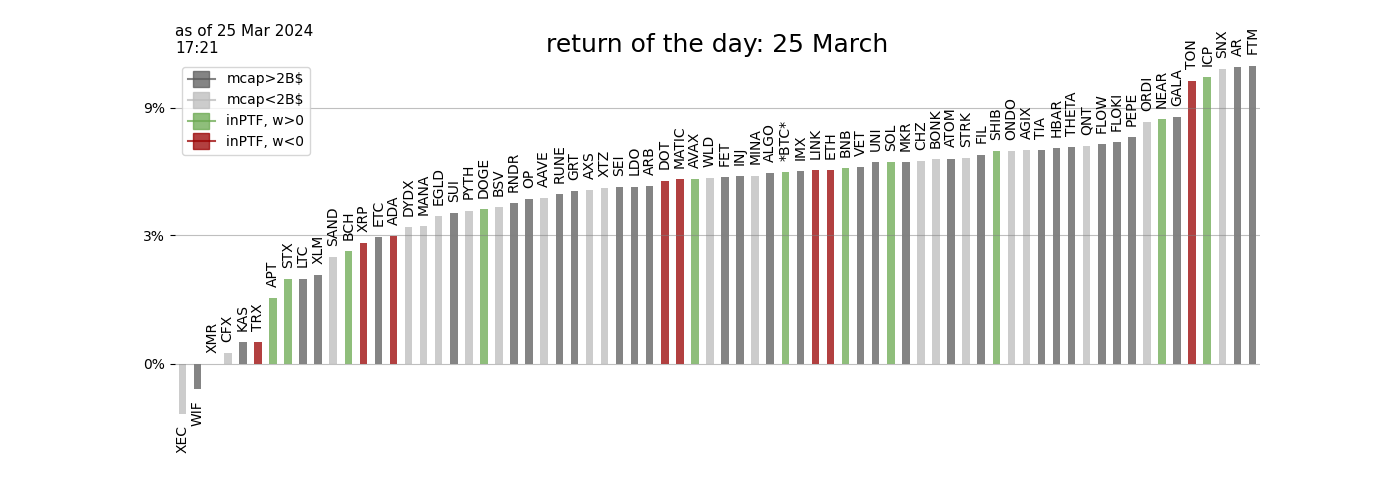 as of 25 Mar 2024
17:21
return of the day: 25 March
mcap>2B$
mcap<2B$
inPTF, w>0
inPTF, w<0
9%
3%
0%
XEC
WIF
XMR
CFX
KAS
TRX
APT
STX
LTC
XLM
SAND
BCH
XRP
ETC
ADA
DYDX
MANA
EGLD
SUI
PYTH
DOGE
BSV
RNDR
OP
AAVE
RUNE
GRT
AXS
XTZ
SEI
LDO
ARB
DOT
MATIC
AVAX
WLD
FET
INJ
MINA
ALGO
*BTC*
IMX
LINK
ETH
BNB
VET
UNI
SOL
MKR
CHZ
BONK
ATOM
STRK
FIL
SHIB
ONDO
AGIX
TIA
HBAR
THETA
QNT
FLOW
FLOKI
PEPE
ORDI
NEAR
GALA
TON
ICP
SNX
AR
FTM